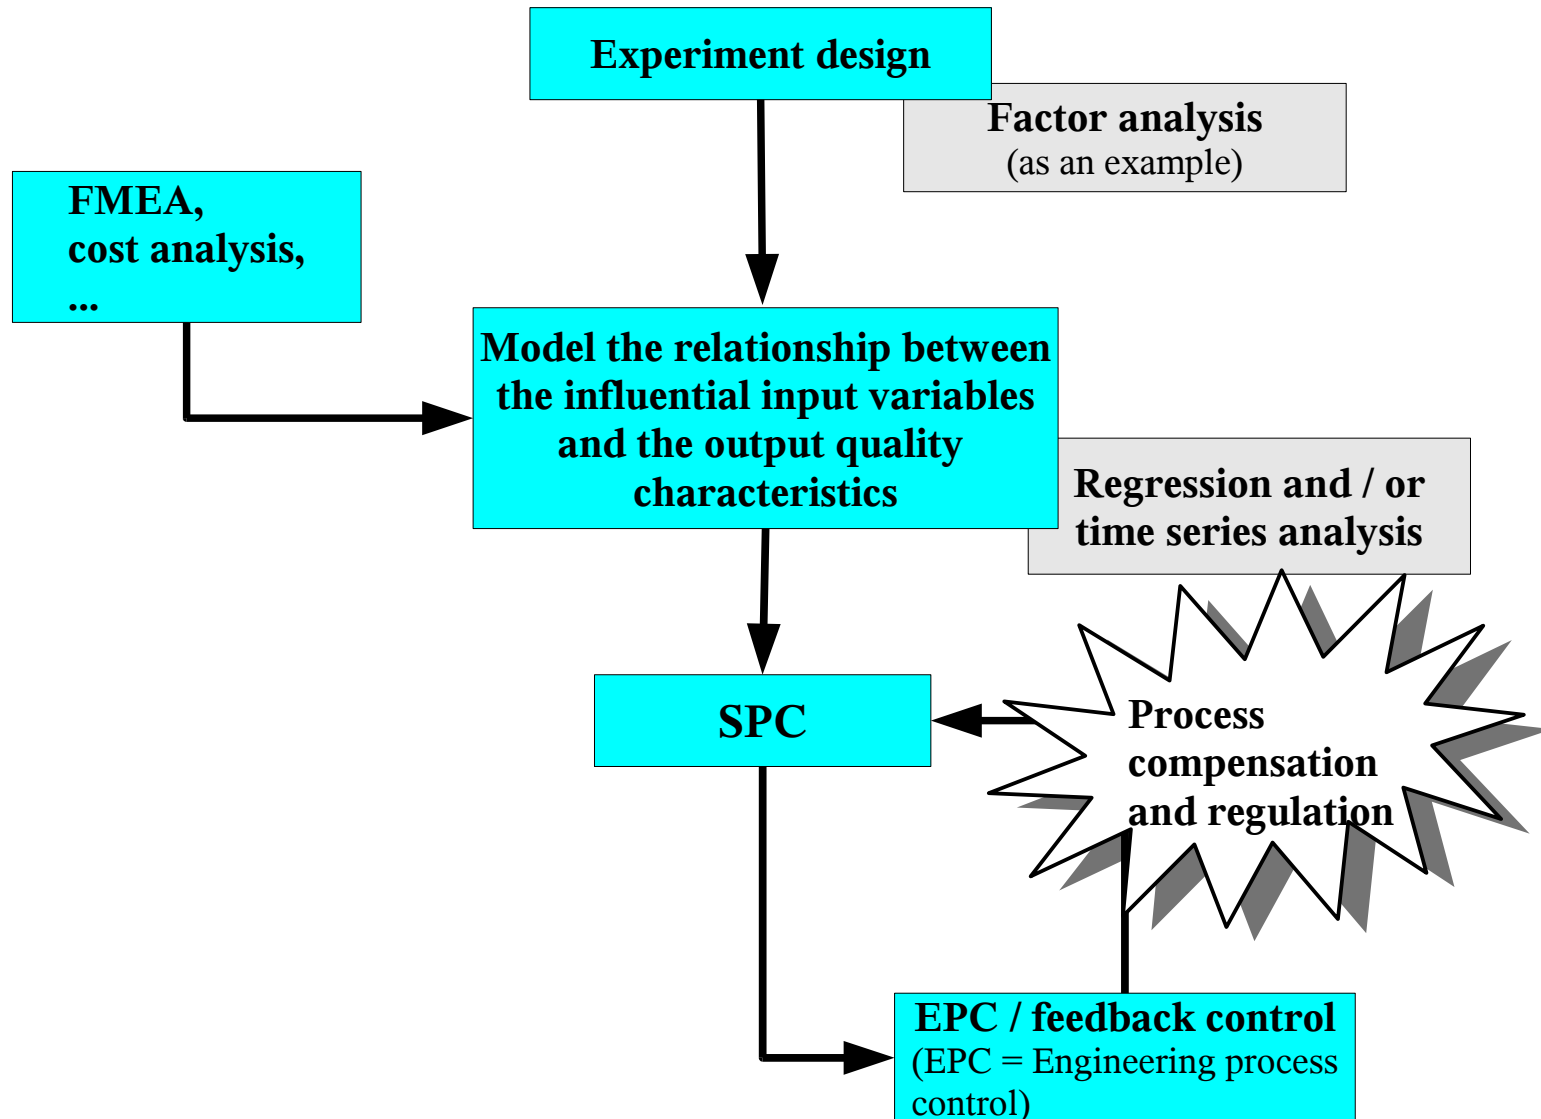 Experiment design
Factor analysis
(as an example)
FMEA,
cost analysis,
...
Model the relationship between
the influential input variables
and the output quality
characteristics
Regression and / or
time series analysis
SPC
Process
compensation
and regulation
EPC / feedback control
(EPC = Engineering process
control)